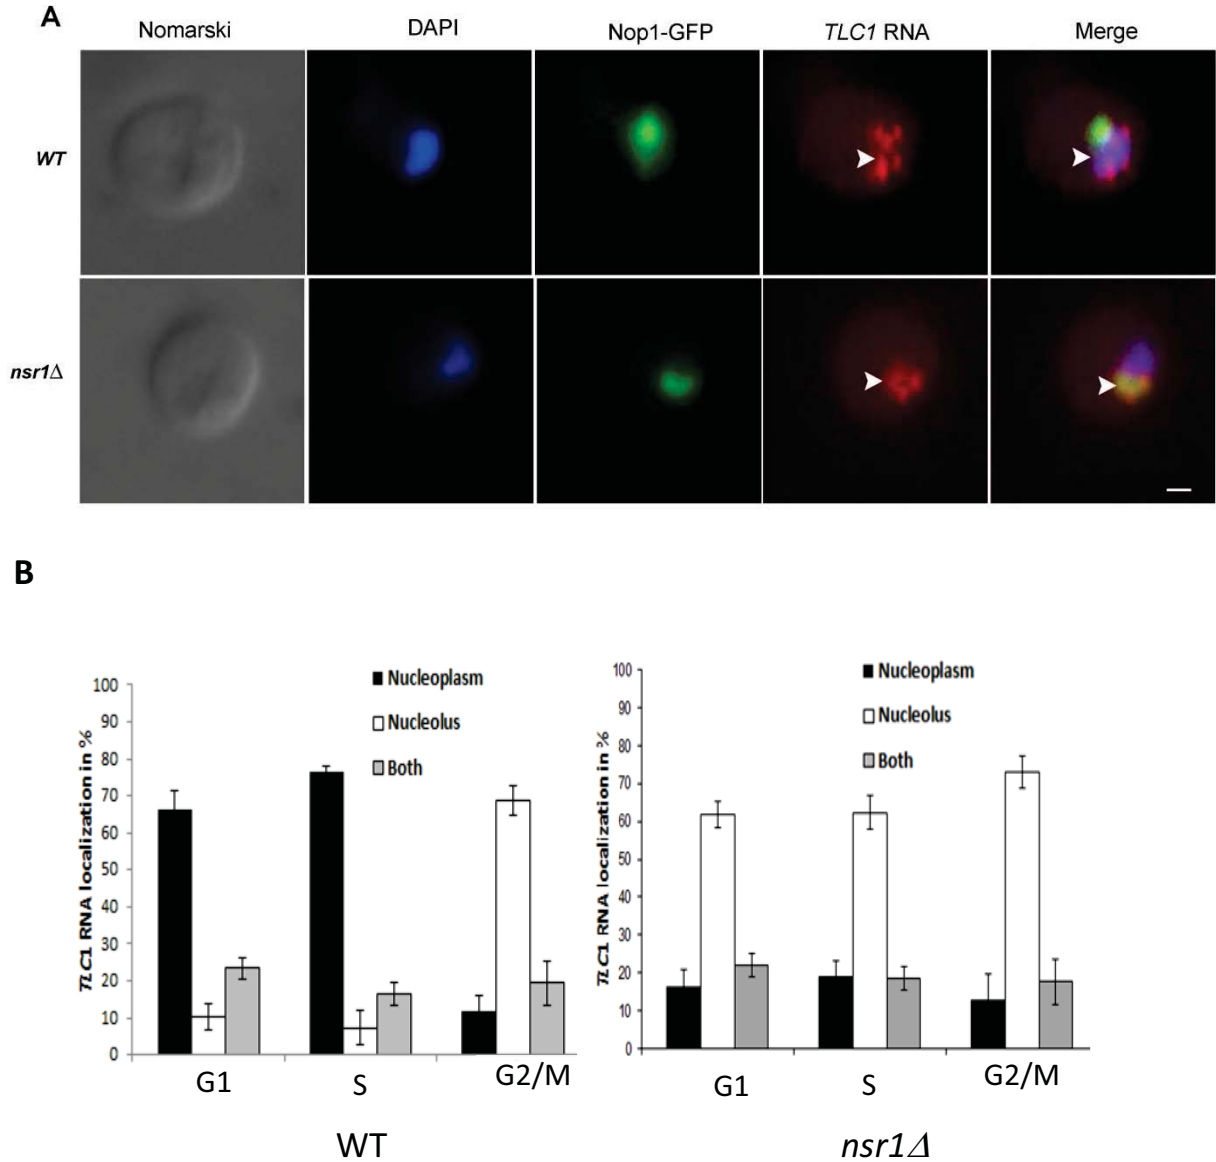 A
Nomarski DAPI Nop1-GFP TLC1 RNA Merge
WT
nsr1Δ
B
TLC1 RNA localization in %
100
90
80
70
60
50
40
30
20
10
0
Nucleoplasm
Nucleolus
Both
G1 S G2/M
WT
TLC1 RNA localization in %
100
90
80
70
60
50
40
30
20
10
0
Nucleoplasm
Nucleolus
Both
G1 S G2/M
nsr1Δ